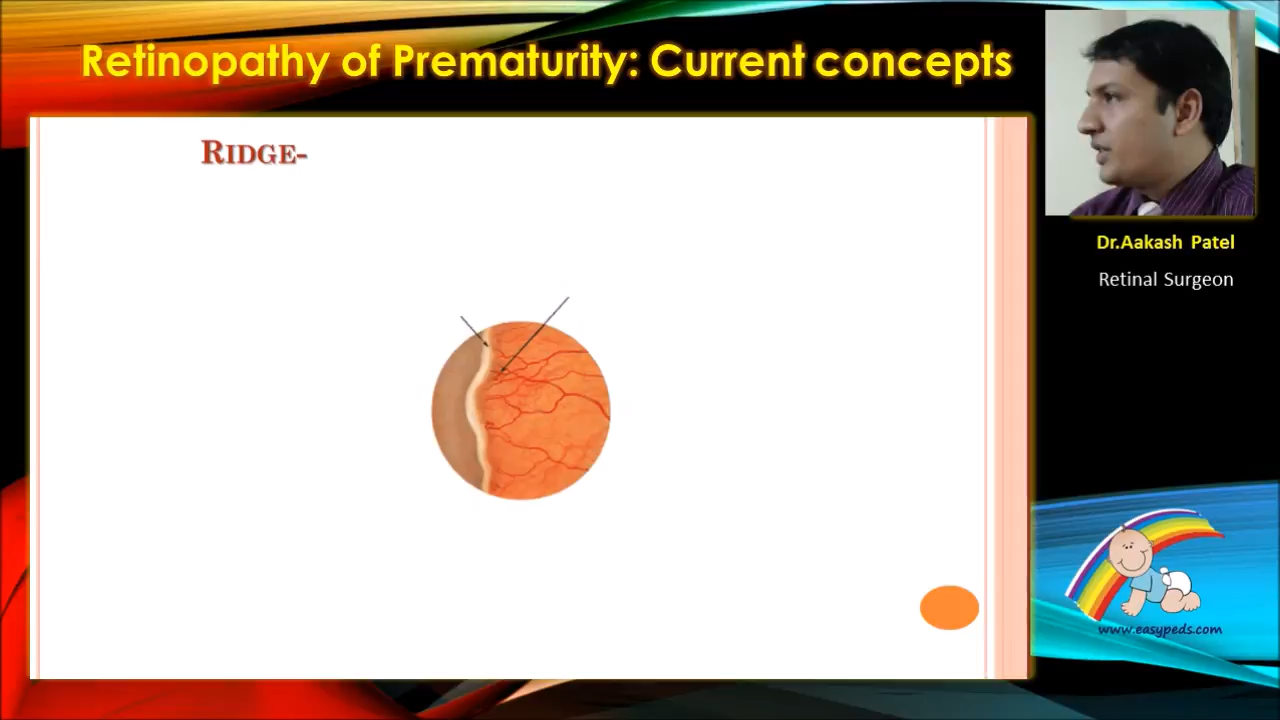 Retinopathy of Prematurity: Current concepts
RIDGE-
Dr.Aakash Patel
Retinal Surgeon
www.easypeds.com